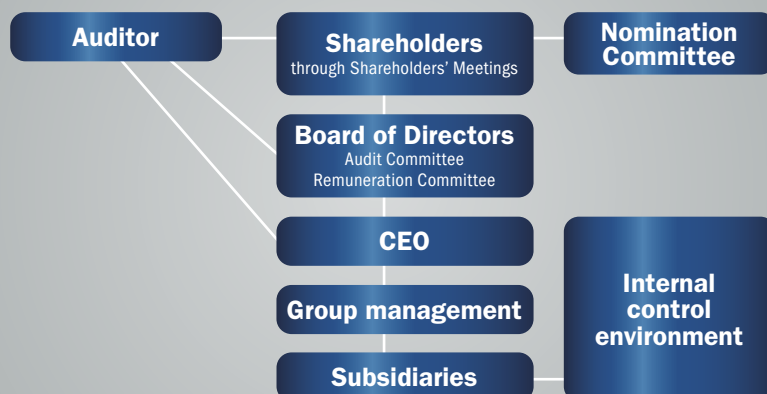 Auditor
Shareholders
through Shareholders' Meetings
Nomination
Committee
Board of Directors
Audit Committee
Remuneration Committee
CEO
Group management
Subsidiaries
Internal
control
environment